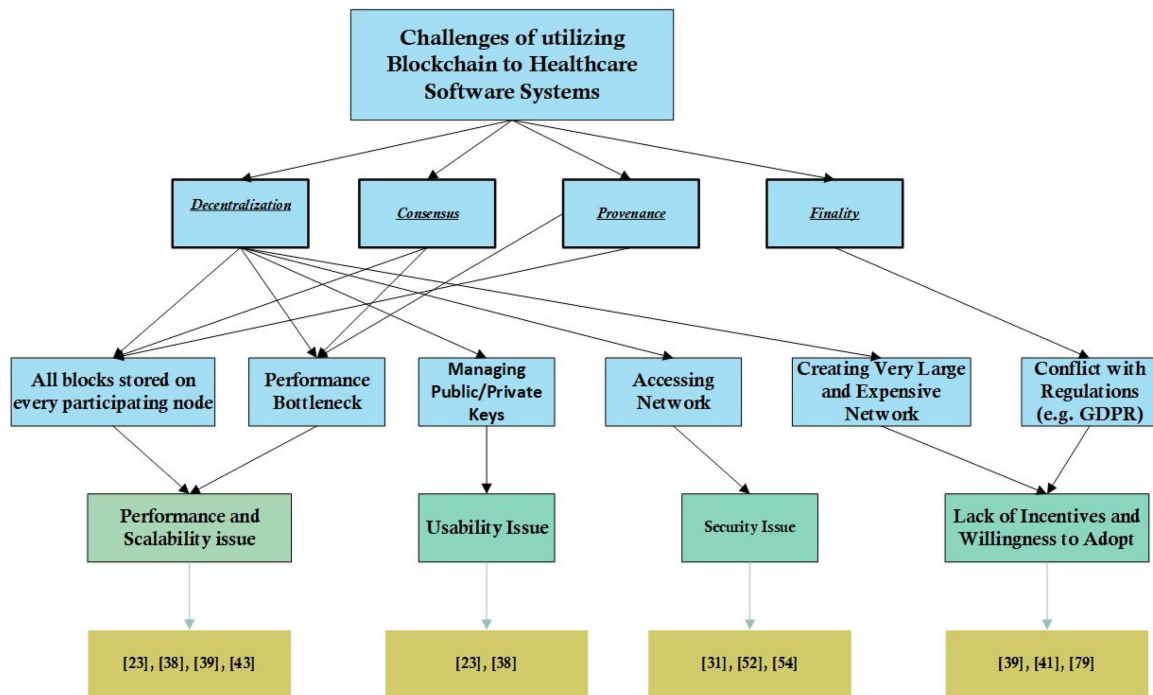 Challenges of utilizing
Blockchain to Healthcare
Software Systems
Decentralization
Consensus
Provenance
Finality
All blocks stored on
every participating node
Performance
Bottleneck
Managing
Public/Private
Keys
Accessing
Network
Creating Very Large
and Expensive
Network
Conflict with
Regulations
(e.g. GDPR)
Performance and
Scalability issue
Usability Issue
Security Issue
Lack of Incentives and
Willingness to Adopt
[23], [38], [39], [43]
[23], [38]
[31], [52], [54]
[39], [41], [79]